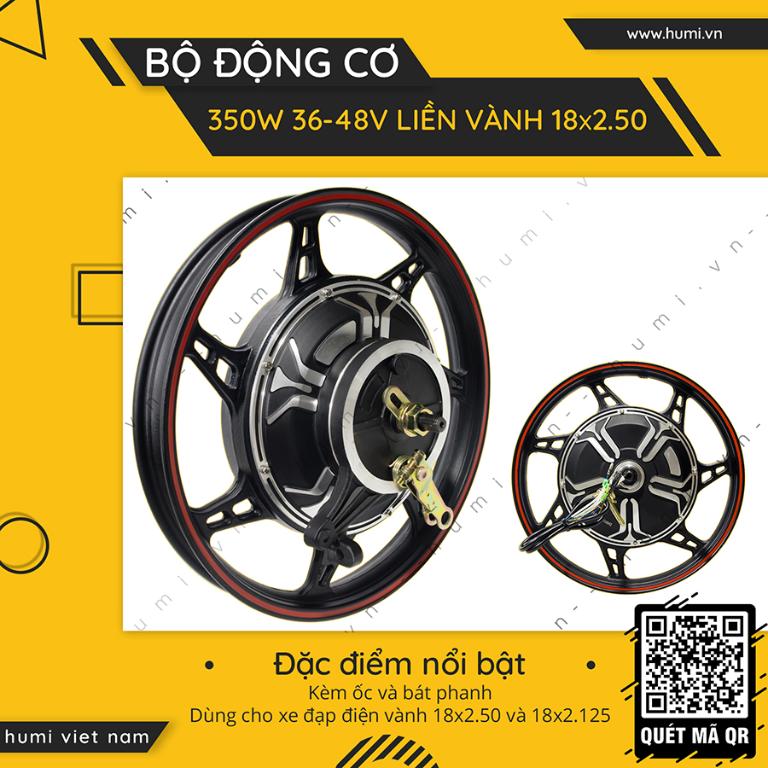 www.humi.vn
BỘ ĐỘNG CƠ
350W 36-48V LIỀN VÀNH 18x2.50
Đặc điểm nổi bật
Kèm ốc và bát phanh
Dùng cho xe đạp điện vành 18x2.50 và 18x2.125
humi viet nam
QUÉT MÃ QR